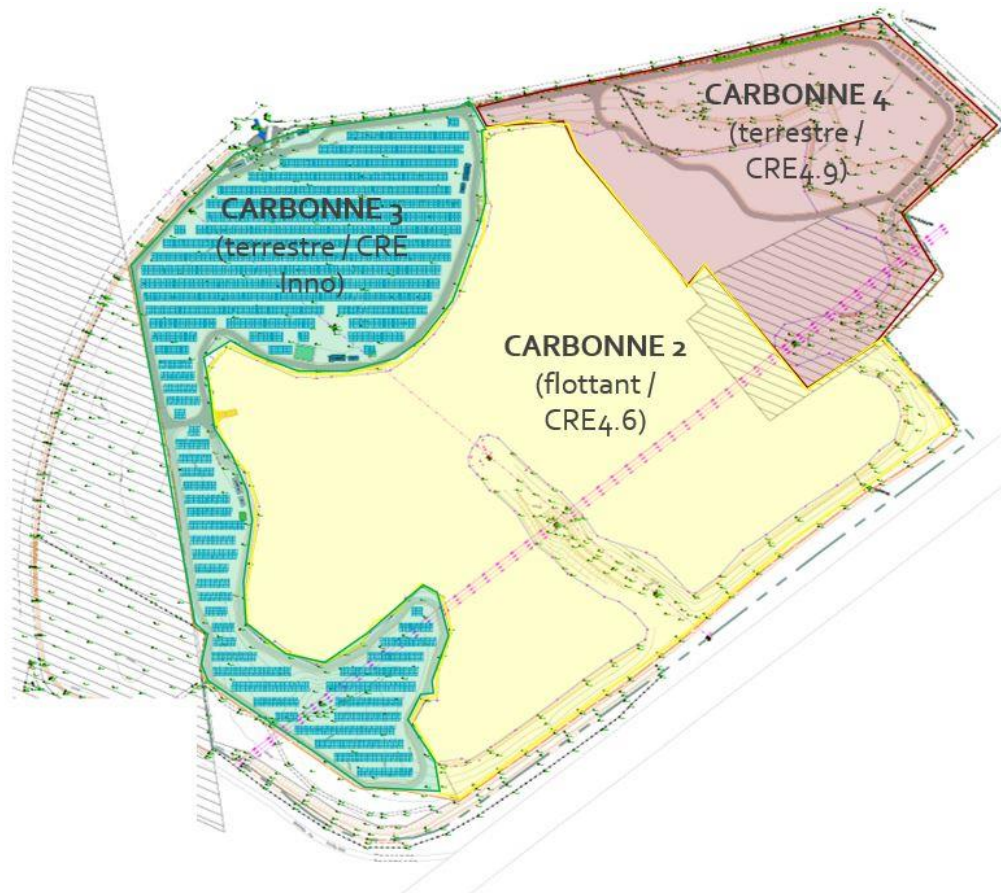 CARBONNE 4
(terrestre /
CRE4.9)
CARBONNE 3
(terrestre / CRE
Inno)
CARBONNE 2
(flottant /
CRE4.6)